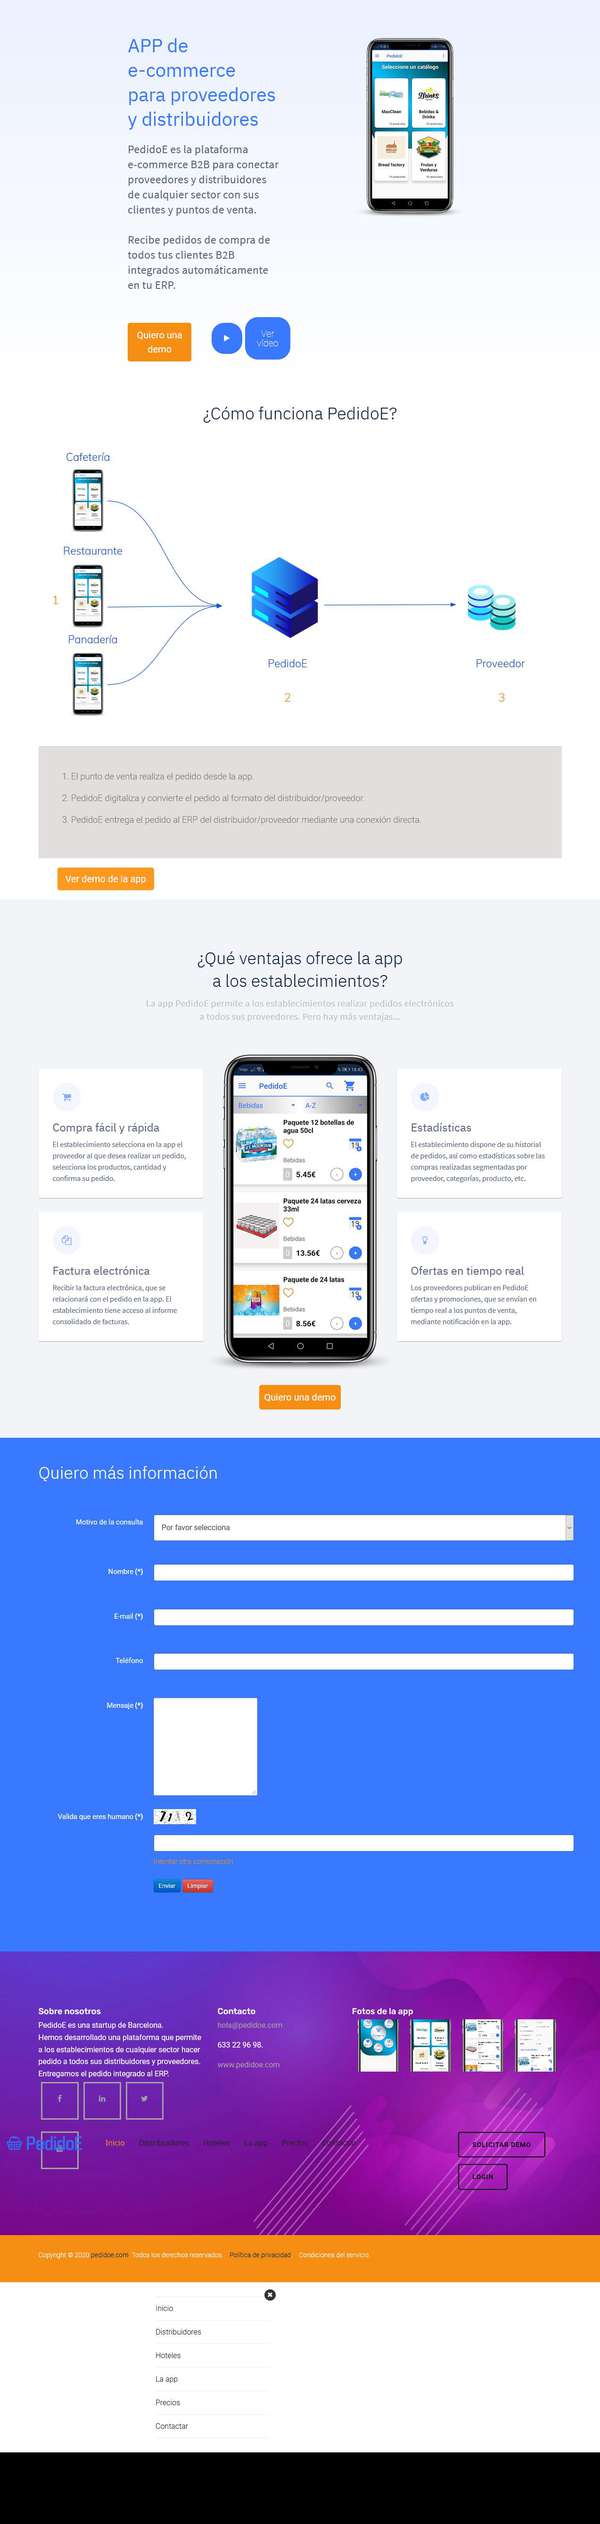 APP de
e-commerce
para proveedores
y distribuidores
PedidoE es la plataforma
e-commerce B2B para conectar
proveedores y distribuidores
de cualquier sector con sus
clientes y puntos de venta.
Recibe pedidos de compra de
todos tus clientes B2B
integrados automáticamente
en tu ERP.
Quiero una
demo
Ver
vídeo
PedidoE
Seleccione un catálogo
MaxClean
Bebidas &
Drinks
Bread factory
Frutas y
Verduras
¿Cómo funciona PedidoE?
Cafetería
Restaurante
1
Panadería
PedidoE
Proveedor
2
3
1. El punto de venta realiza el pedido desde la app.
2. PedidoE digitaliza y convierte el pedido al formato del distribuidor/proveedor.
3. PedidoE entrega el pedido al ERP del distribuidor/proveedor mediante una conexión directa.
Ver demo de la app
¿Qué ventajas ofrece la app
a los establecimientos?
La app PedidoE permite a los establecimientos realizar pedidos electrónicos
a todos sus proveedores. Pero hay más ventajas...
Compra fácil y rápida
El establecimiento selecciona en la app el
proveedor al que desea realizar un pedido,
selecciona los productos, cantidad y
confirma su pedido.
Factura electrónica
Recibir la factura electrónica, que se
relacionará con el pedido en la app. El
establecimiento tiene acceso al informe
consolidado de facturas.
PedidoE
Bebidas
A-Z
Paquete 12 botellas de
agua 50cl
19
Bebidas
0 5.45€ - +
Paquete 24 latas cerveza
33ml
19
Bebidas
0 13.56€ - +
Paquete de 24 latas
19
Bebidas
0 8.56€ - +
Estadísticas
El establecimiento dispone de su historial
de pedidos, así como estadísticas sobre las
compras realizadas segmentadas por
proveedor, categorías, producto, etc.
Ofertas en tiempo real
Los proveedores publican en PedidoE
ofertas y promociones, que se envían en
tiempo real a los puntos de venta,
mediante notificación en la app.
Quiero una demo
Quiero más información
Motivo de la consulta
Por favor selecciona
Nombre (*)
E-mail (*)
Teléfono
Mensaje (*)
Valida que eres humano (*)
7 1 2
Intentar otra combinación
Enviar
Limpiar
Sobre nosotros
PedidoE es una startup de Barcelona.
Hemos desarrollado una plataforma que permite
a los establecimientos de cualquier sector hacer
pedido a todos sus distribuidores y proveedores.
Entregamos el pedido integrado al ERP.
Contacto
hola@pedidoe.com
633 22 96 98.
www.pedidoe.com
Fotos de la app
PedidoE
Inicio
Distribuidores
Hoteles
La app
Precios
Contactar
SOLICITAR DEMO
LOGIN
Copyright © 2020 pedidoe.com. Todos los derechos reservados. Política de privacidad Condiciones del servicio
Inicio
Distribuidores
Hoteles
La app
Precios
Contactar